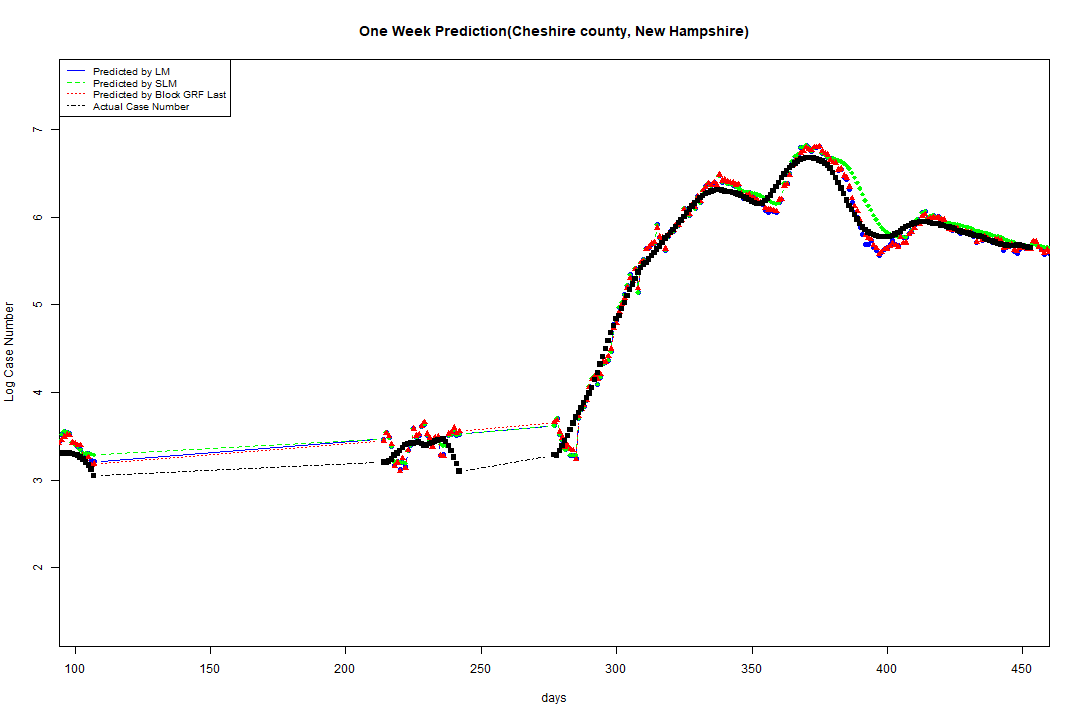 One Week Prediction(Cheshire county, New Hampshire)
Predicted by LM
Predicted by SLM
Predicted by Block GRF Last
Actual Case Number
7
6
5
4
3
2
Log Case Number
100 150 200 250 300 350 400 450
days